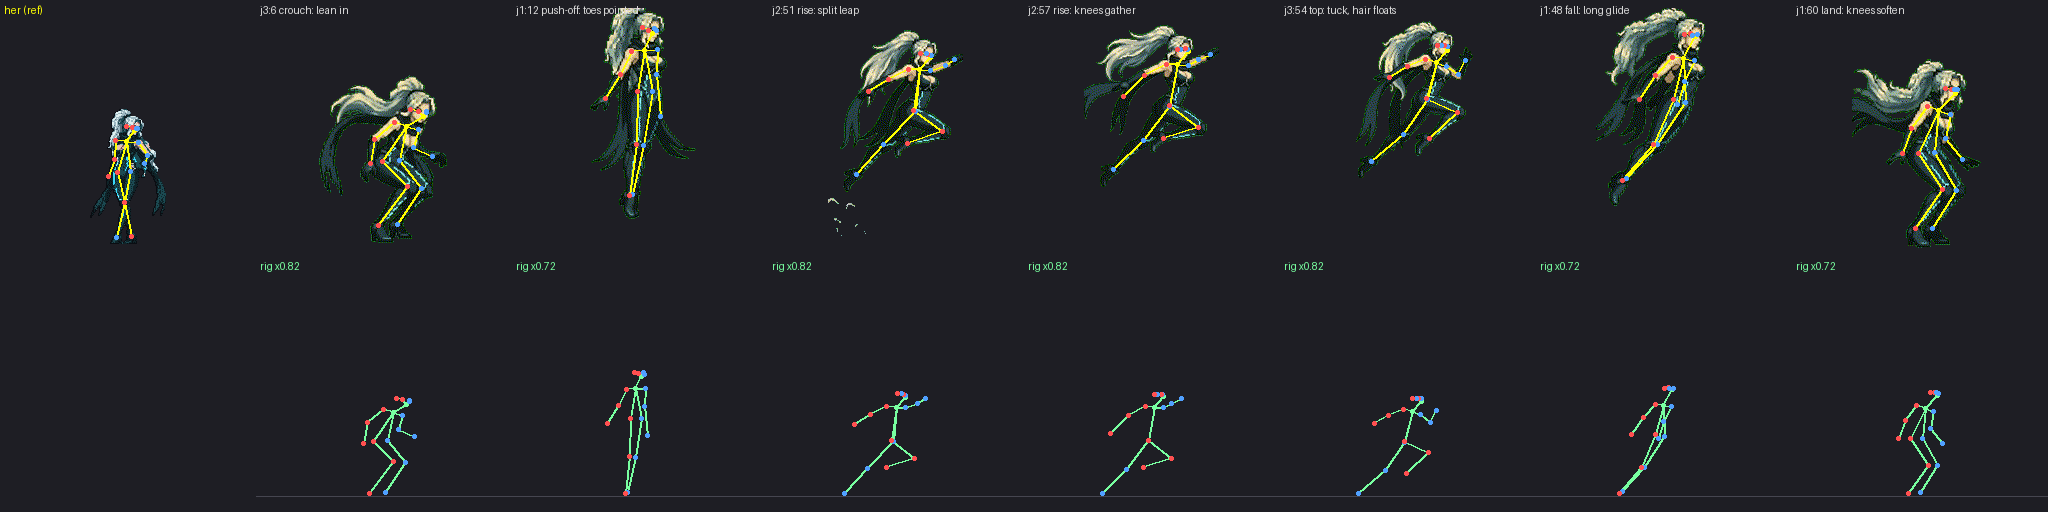 her (ref)
j3:6 crouch: lean in
j1:12 push-off: toes pointed
j2:51 rise: split leap
j2:57 rise: knees gather
j3:54 top: tuck, hair floats
j1:48 fall: long glide
j1:60 land: knees soften
rig x0.82
rig x0.72
rig x0.82
rig x0.82
rig x0.82
rig x0.72
rig x0.72